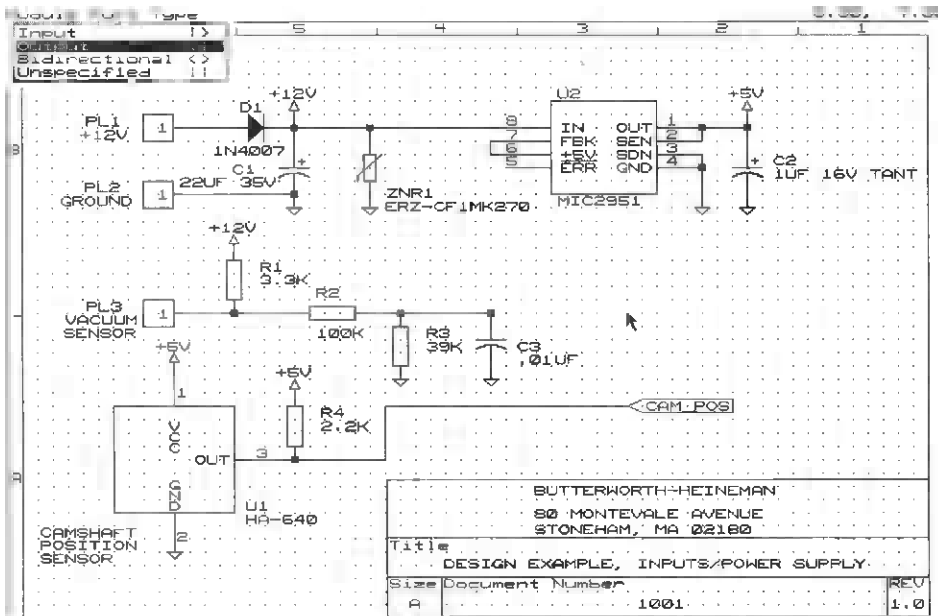 Type
Input
Output
Bidirectional <>
Unspecified
5
4
3
2
1
+12V
U2
+5V
PL1
+12V
1
D1
1N4007
8
7
6
5
IN
FBK
+5V
ERR
OUT
SEN
SDN
GND
1
2
3
4
MIC2951
C1
22UF 35V
ZNR1
ERZ-CF1MK270
C2
1UF 16V TANT
B
PL2
GROUND
1
+12V
R1
3.3K
PL3
VACUUM
SENSOR
1
R2
100K
R3
39K
C3
.01UF
+5V
+5V
1
R4
2.2K
CAM_POS
VCC
OUT
GND
3
2
U1
HA-640
CAMSHAFT
POSITION
SENSOR
A
BUTTERWORTH-HEINEMAN
80 MONTEVALE AVENUE
STONEHAM, MA 02180
Title
DESIGN EXAMPLE, INPUTS/POWER SUPPLY
Size
Document Number
REV
A
1001
1.0